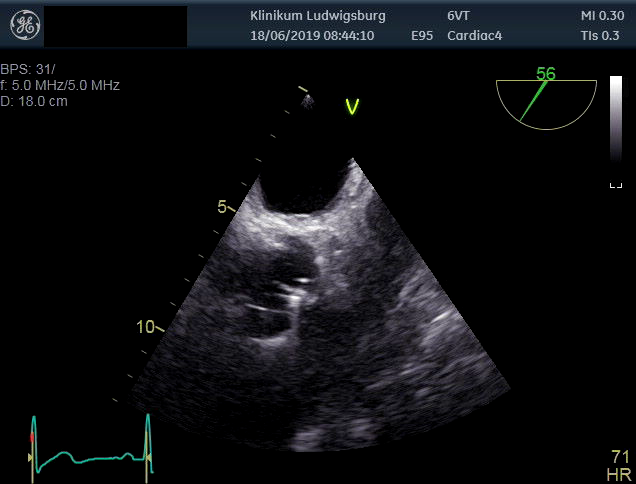 Klinikum Ludwigsburg 6VT MI 0.30
18/06/2019 08:44:10 E95 Cardiac4 TIs 0.3
BPS: 31/
f: 5.0 MHz/5.0 MHz
D: 18.0 cm
56
V
5
10
71
HR